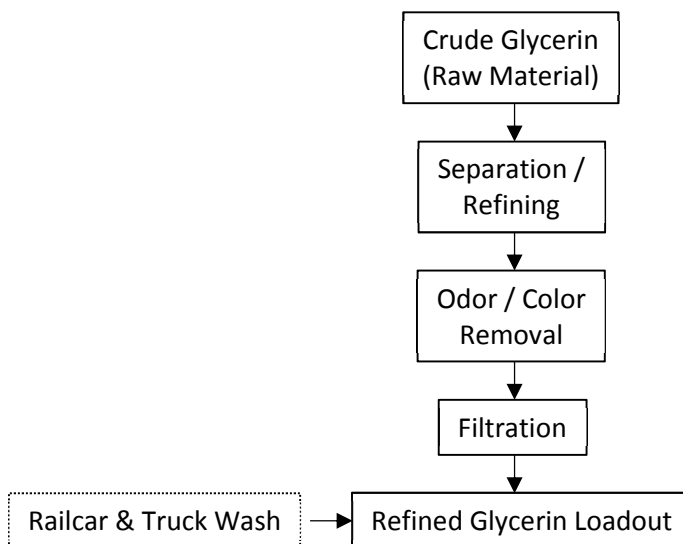 Crude Glycerin
(Raw Material)
Separation /
Refining
Odor / Color
Removal
Filtration
Railcar & Truck Wash
Refined Glycerin Loadout